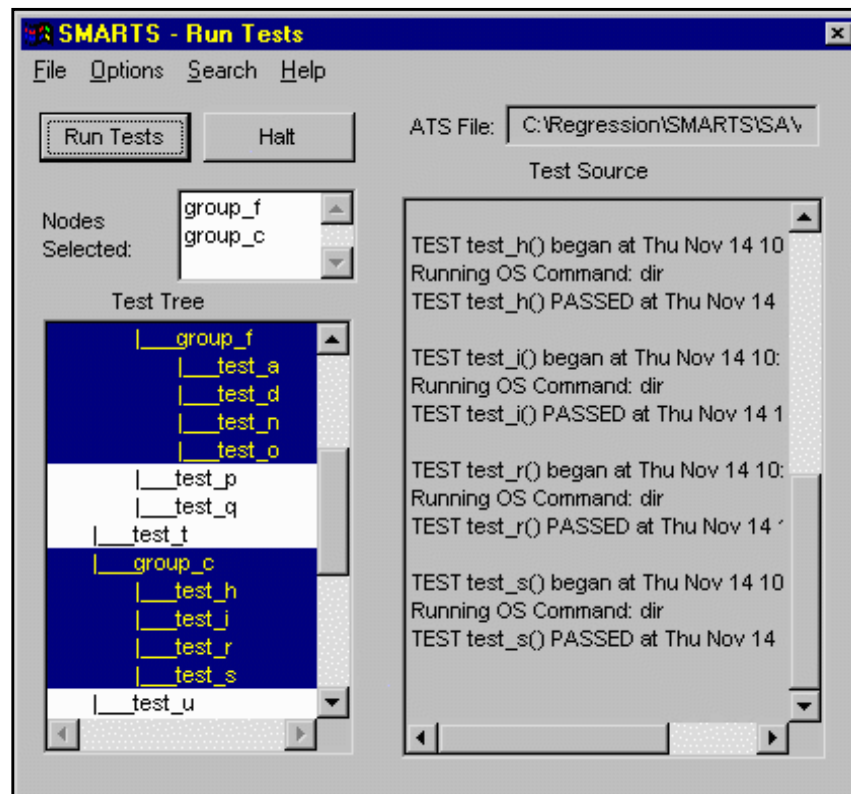 SMARTS - Run Tests
File Options Search Help
Run Tests
Halt
ATS File:
C:\Regression\SMARTS\SA\
Test Source
Nodes
Selected:
group_f
group_c
Test Tree
|___group_f
|___test_a
|___test_d
|___test_n
|___test_o
|___test_p
|___test_q
|___test_t
|___group_c
|___test_h
|___test_i
|___test_r
|___test_s
|___test_u
TEST test_h() began at Thu Nov 14 10
Running OS Command: dir
TEST test_h() PASSED at Thu Nov 14
TEST test_i() began at Thu Nov 14 10:
Running OS Command: dir
TEST test_i() PASSED at Thu Nov 14 1
TEST test_r() began at Thu Nov 14 10:
Running OS Command: dir
TEST test_r() PASSED at Thu Nov 14
TEST test_s() began at Thu Nov 14 10
Running OS Command: dir
TEST test_s() PASSED at Thu Nov 14